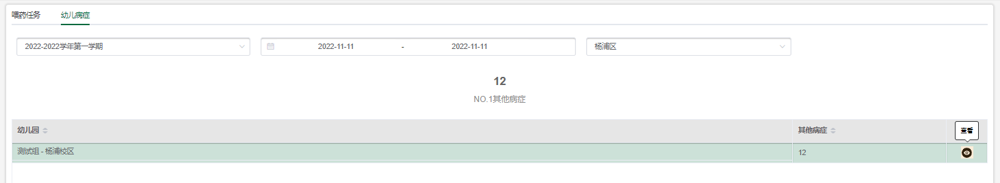 喂药任务 幼儿病症
2022-2022学年第一学期 2022-11-11 - 2022-11-11 杨浦区
12
NO.1其他病症
幼儿园 其他病症 查看
测试组 - 杨浦校区 12